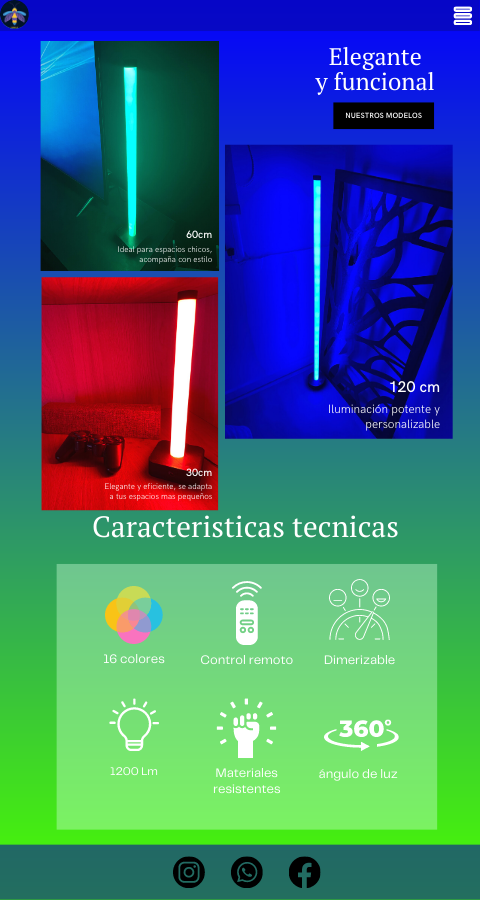 Elegante
y funcional
NUESTROS MODELOS
60cm
Ideal para espacios chicos,
acompaña con estilo
120 cm
Iluminación potente y
personalizable
30cm
Elegante y eficiente, se adapta
a tus espacios mas pequeños
Caracteristicas tecnicas
16 colores
Control remoto
Dimerizable
360°
1200 Lm
Materiales
resistentes
ángulo de luz